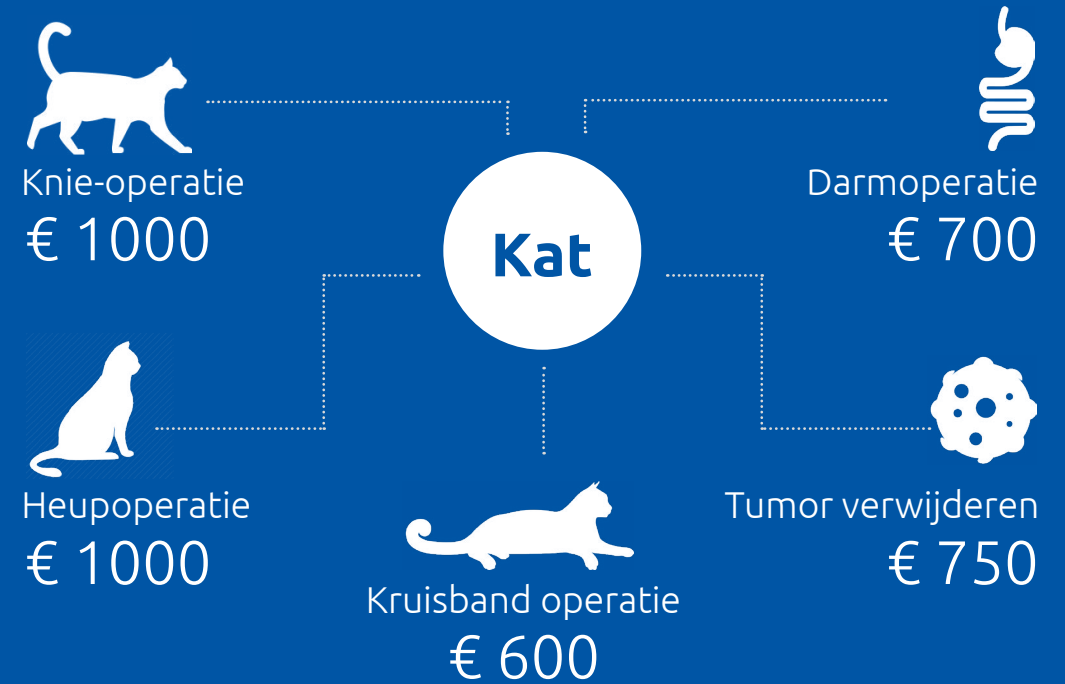 Knie-operatie
€ 1000
Darmoperatie
€ 700
Kat
Heupoperatie
€ 1000
Tumor verwijderen
€ 750
Kruisband operatie
€ 600